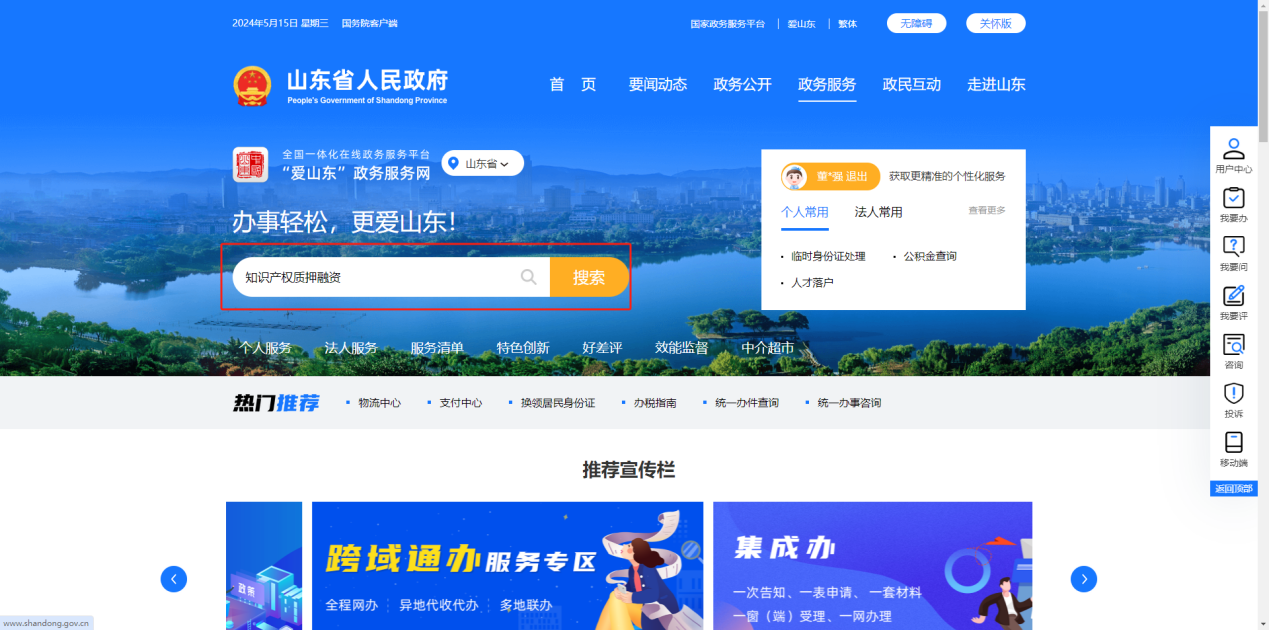 2024年5月15日 星期三 国务院客户端
国家政务服务平台 爱山东 繁体 无障碍 关怀版
山东省人民政府
People's Government of Shandong Province
首 页 要闻动态 政务公开 政务服务 政民互动 走进山东
全国一体化在线政务服务平台
“爱山东”政务服务网
山东省
办事轻松，更爱山东！
知识产权质押融资 搜索
董*强 退出 获取更精准的个性化服务
个人常用 法人常用 查看更多
临时身份证处理 公积金查询
人才落户
个人服务 法人服务 服务清单 特色创新 好差评 效能监督 中介超市
用户中心
我要办
我要问
我要评
咨询
投诉
移动端
返回顶部
热门推荐 物流中心 支付中心 换领居民身份证 办税指南 统一办件查询 统一办事咨询
推荐宣传栏
政务
跨域通办服务专区
全程网办 异地代收代办 多地联办
集成办
一次告知、一表申请、一套材料
一窗（端）受理、一网办理
www.shandong.gov.cn